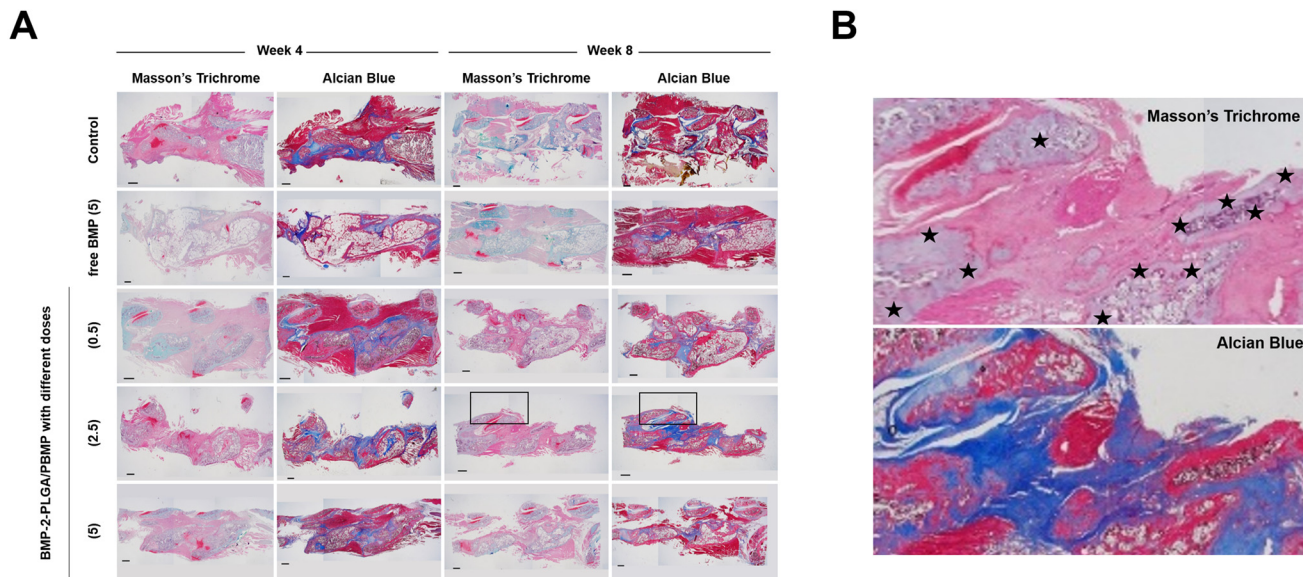 A
B
Week 4
Week 8
Masson's Trichrome
Alcian Blue
Masson's Trichrome
Alcian Blue
Control
free BMP (5)
(0.5)
(2.5)
(5)
BMP-2-PLGA/PBMP with different doses
Masson's Trichrome
Alcian Blue